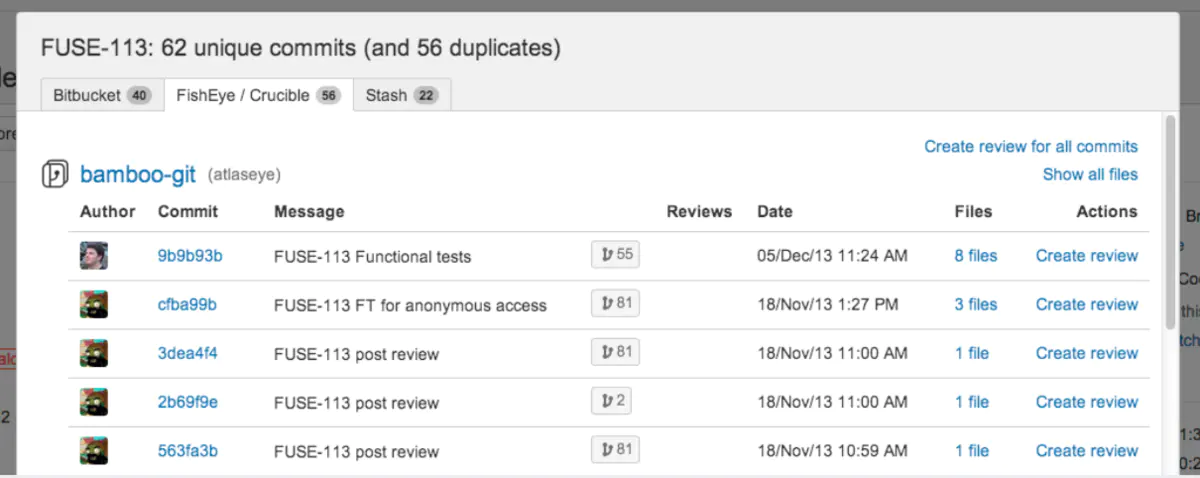 FUSE-113: 62 unique commits (and 56 duplicates)
Bitbucket 40 FishEye / Crucible 56 Stash 22
Create review for all commits
bamboo-git (atlaseye) Show all files
Author Commit Message Reviews Date Files Actions
9b9b93b FUSE-113 Functional tests 55 05/Dec/13 11:24 AM 8 files Create review
cfba99b FUSE-113 FT for anonymous access 81 18/Nov/13 1:27 PM 3 files Create review
3dea4f4 FUSE-113 post review 81 18/Nov/13 11:00 AM 1 file Create review
2b69f9e FUSE-113 post review 2 18/Nov/13 11:00 AM 1 file Create review
563fa3b FUSE-113 post review 81 18/Nov/13 10:59 AM 1 file Create review